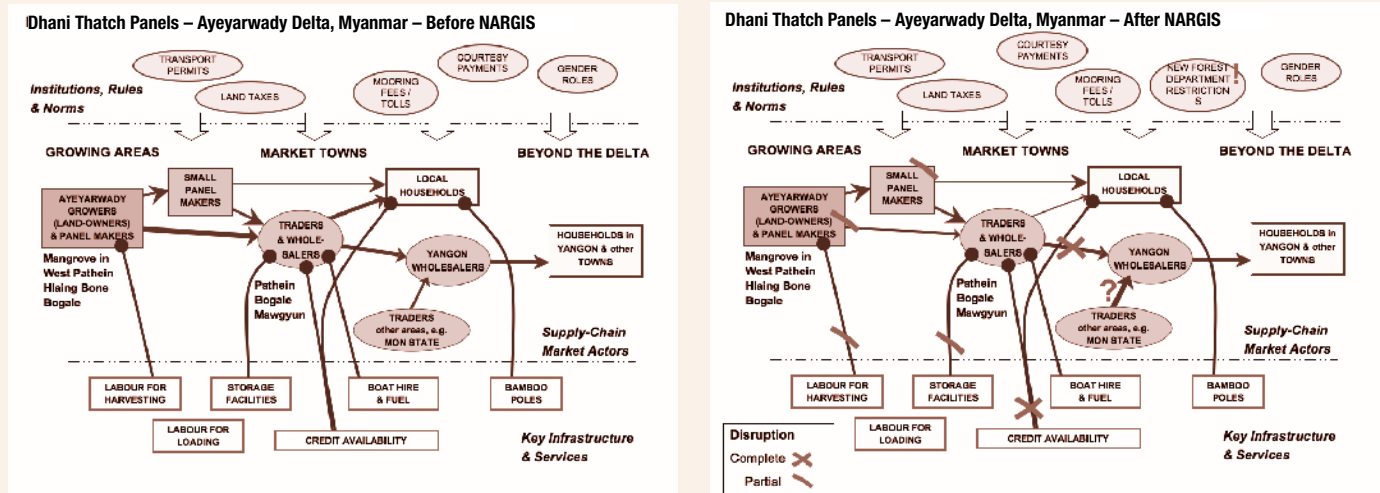 Dhani Thatch Panels – Ayeyarwady Delta, Myanmar – Before NARGIS
TRANSPORT
PERMITS
LAND TAXES
MOORING
FEES /
TOLLS
COURTESY
PAYMENTS
GENDER
ROLES
Institutions, Rules
& Norms
GROWING AREAS
MARKET TOWNS
BEYOND THE DELTA
SMALL
PANEL
MAKERS
LOCAL
HOUSEHOLDS
AYEYARWADY
GROWERS
(LAND-OWNERS)
& PANEL MAKERS
TRADERS
& WHOLE-
SALERS
YANGON
WHOLESALERS
HOUSEHOLDS in
YANGON & other
TOWNS
Mangrove in
West Pathein
Hlaing Bone
Bogale
Pathein
Bogale
Mawgyun
TRADERS
other areas, e.g.
MON STATE
Supply-Chain
Market Actors
LABOUR FOR
HARVESTING
STORAGE
FACILITIES
BOAT HIRE
& FUEL
BAMBOO
POLES
LABOUR FOR
LOADING
CREDIT AVAILABILITY
Key Infrastructure
& Services
Dhani Thatch Panels – Ayeyarwady Delta, Myanmar – After NARGIS
TRANSPORT
PERMITS
LAND TAXES
COURTESY
PAYMENTS
MOORING
FEES /
TOLLS
NEW FOREST
DEPARTMENT
RESTRICTION
S
!
GENDER
ROLES
Institutions, Rules
& Norms
GROWING AREAS
MARKET TOWNS
BEYOND THE DELTA
SMALL
PANEL
MAKERS
LOCAL
HOUSEHOLDS
AYEYARWADY
GROWERS
(LAND-OWNERS)
& PANEL MAKERS
TRADERS
& WHOLE-
SALERS
YANGON
WHOLESALERS
HOUSEHOLDS in
YANGON & other
TOWNS
Mangrove in
West Pathein
Hlaing Bone
Bogale
Pathein
Bogale
Mawgyun
?
TRADERS
other areas, e.g.
MON STATE
Supply-Chain
Market Actors
LABOUR FOR
HARVESTING
STORAGE
FACILITIES
BOAT HIRE
& FUEL
BAMBOO
POLES
LABOUR FOR
LOADING
CREDIT AVAILABILITY
Key Infrastructure
& Services
Disruption
Complete
Partial